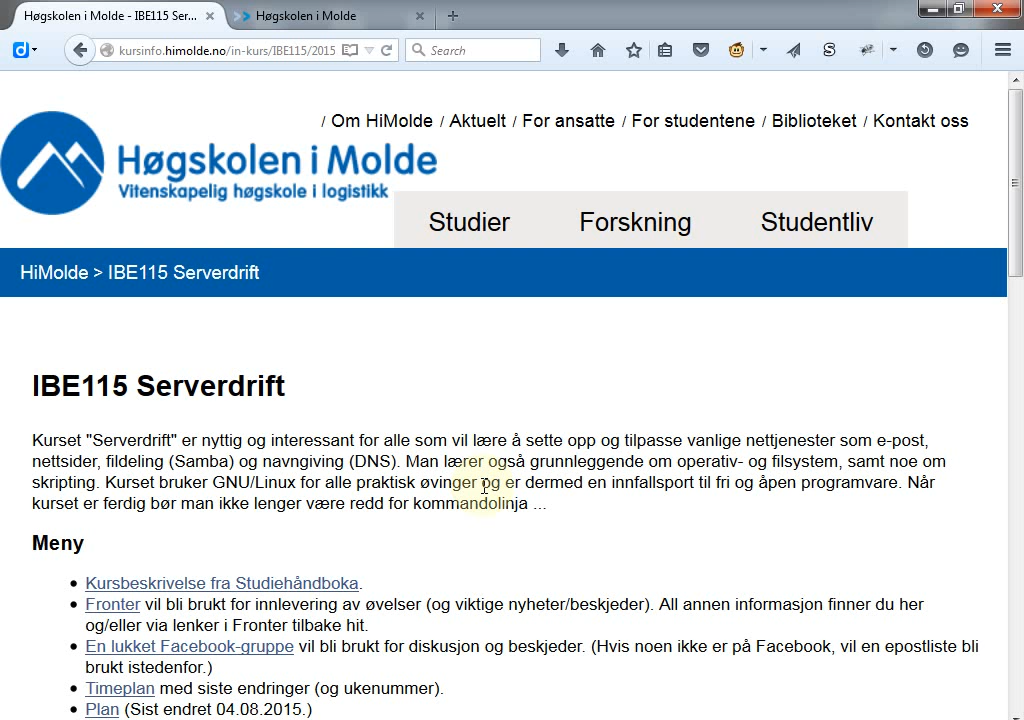 Høgskolen i Molde - IBE115 Ser...
Høgskolen i Molde
kursinfo.himolde.no/in-kurs/IBE115/2015
Search
/ Om HiMolde / Aktuelt / For ansatte / For studentene / Biblioteket / Kontakt oss
Høgskolen i Molde
Vitenskapelig høgskole i logistikk
Studier Forskning Studentliv
HiMolde > IBE115 Serverdrift
IBE115 Serverdrift
Kurset "Serverdrift" er nyttig og interessant for alle som vil lære å sette opp og tilpasse vanlige nettjenester som e-post,
nettsider, fildeling (Samba) og navngiving (DNS). Man lærer også grunnleggende om operativ- og filsystem, samt noe om
skripting. Kurset bruker GNU/Linux for alle praktisk øvinger og er dermed en innfallsport til fri og åpen programvare. Når
kurset er ferdig bør man ikke lenger være redd for kommandolinja ...
Meny
• Kursbeskrivelse fra Studiehåndboka.
• Fronter vil bli brukt for innlevering av øvelser (og viktige nyheter/beskjeder). All annen informasjon finner du her
og/eller via lenker i Fronter tilbake hit.
• En lukket Facebook-gruppe vil bli brukt for diskusjon og beskjeder. (Hvis noen ikke er på Facebook, vil en epostliste bli
brukt istedenfor.)
• Timeplan med siste endringer (og ukenummer).
• Plan (Sist endret 04.08.2015.)